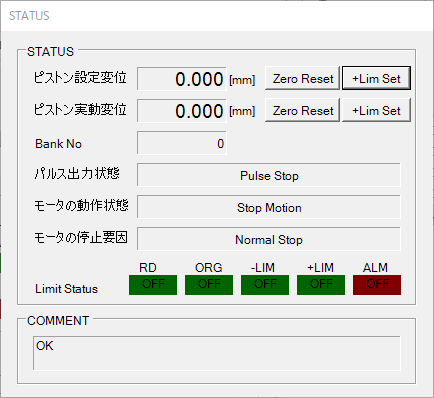 STATUS
STATUS
ピストン設定変位 0.000 [mm] Zero Reset +Lim Set
ピストン実動変位 0.000 [mm] Zero Reset +Lim Set
Bank No 0
パルス出力状態 Pulse Stop
モータの動作状態 Stop Motion
モータの停止要因 Normal Stop
RD ORG -LIM +LIM ALM
Limit Status OFF OFF OFF OFF OFF
COMMENT
OK